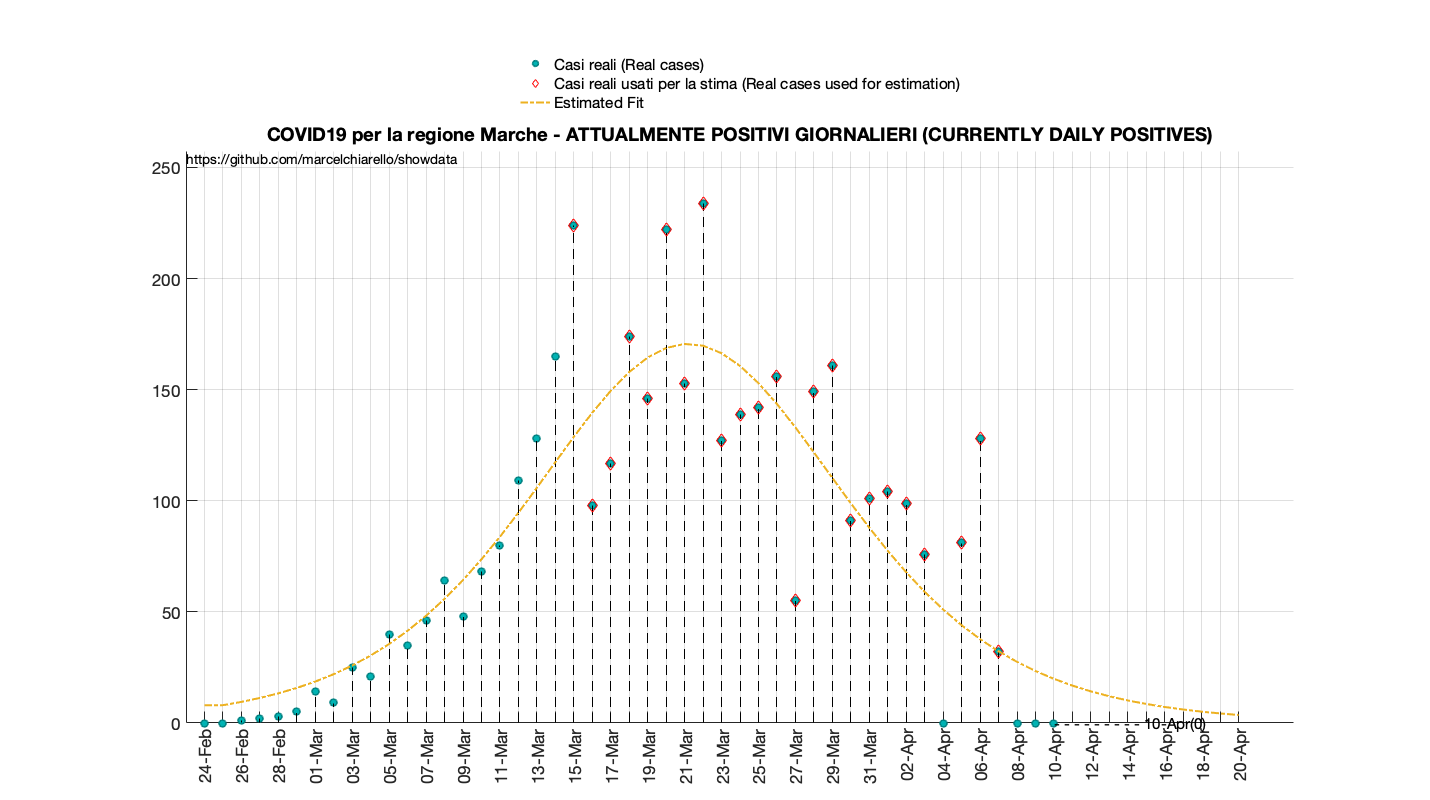 Casi reali (Real cases)
Casi reali usati per la stima (Real cases used for estimation)
Estimated Fit
COVID19 per la regione Marche - ATTUALMENTE POSITIVI GIORNALIERI (CURRENTLY DAILY POSITIVES)
https://github.com/marcelchiarello/showdata
250
200
150
100
50
0
10-Apr(0)
24-Feb
26-Feb
28-Feb
01-Mar
03-Mar
05-Mar
07-Mar
09-Mar
11-Mar
13-Mar
15-Mar
17-Mar
19-Mar
21-Mar
23-Mar
25-Mar
27-Mar
29-Mar
31-Mar
02-Apr
04-Apr
06-Apr
08-Apr
10-Apr
12-Apr
14-Apr
16-Apr
18-Apr
20-Apr